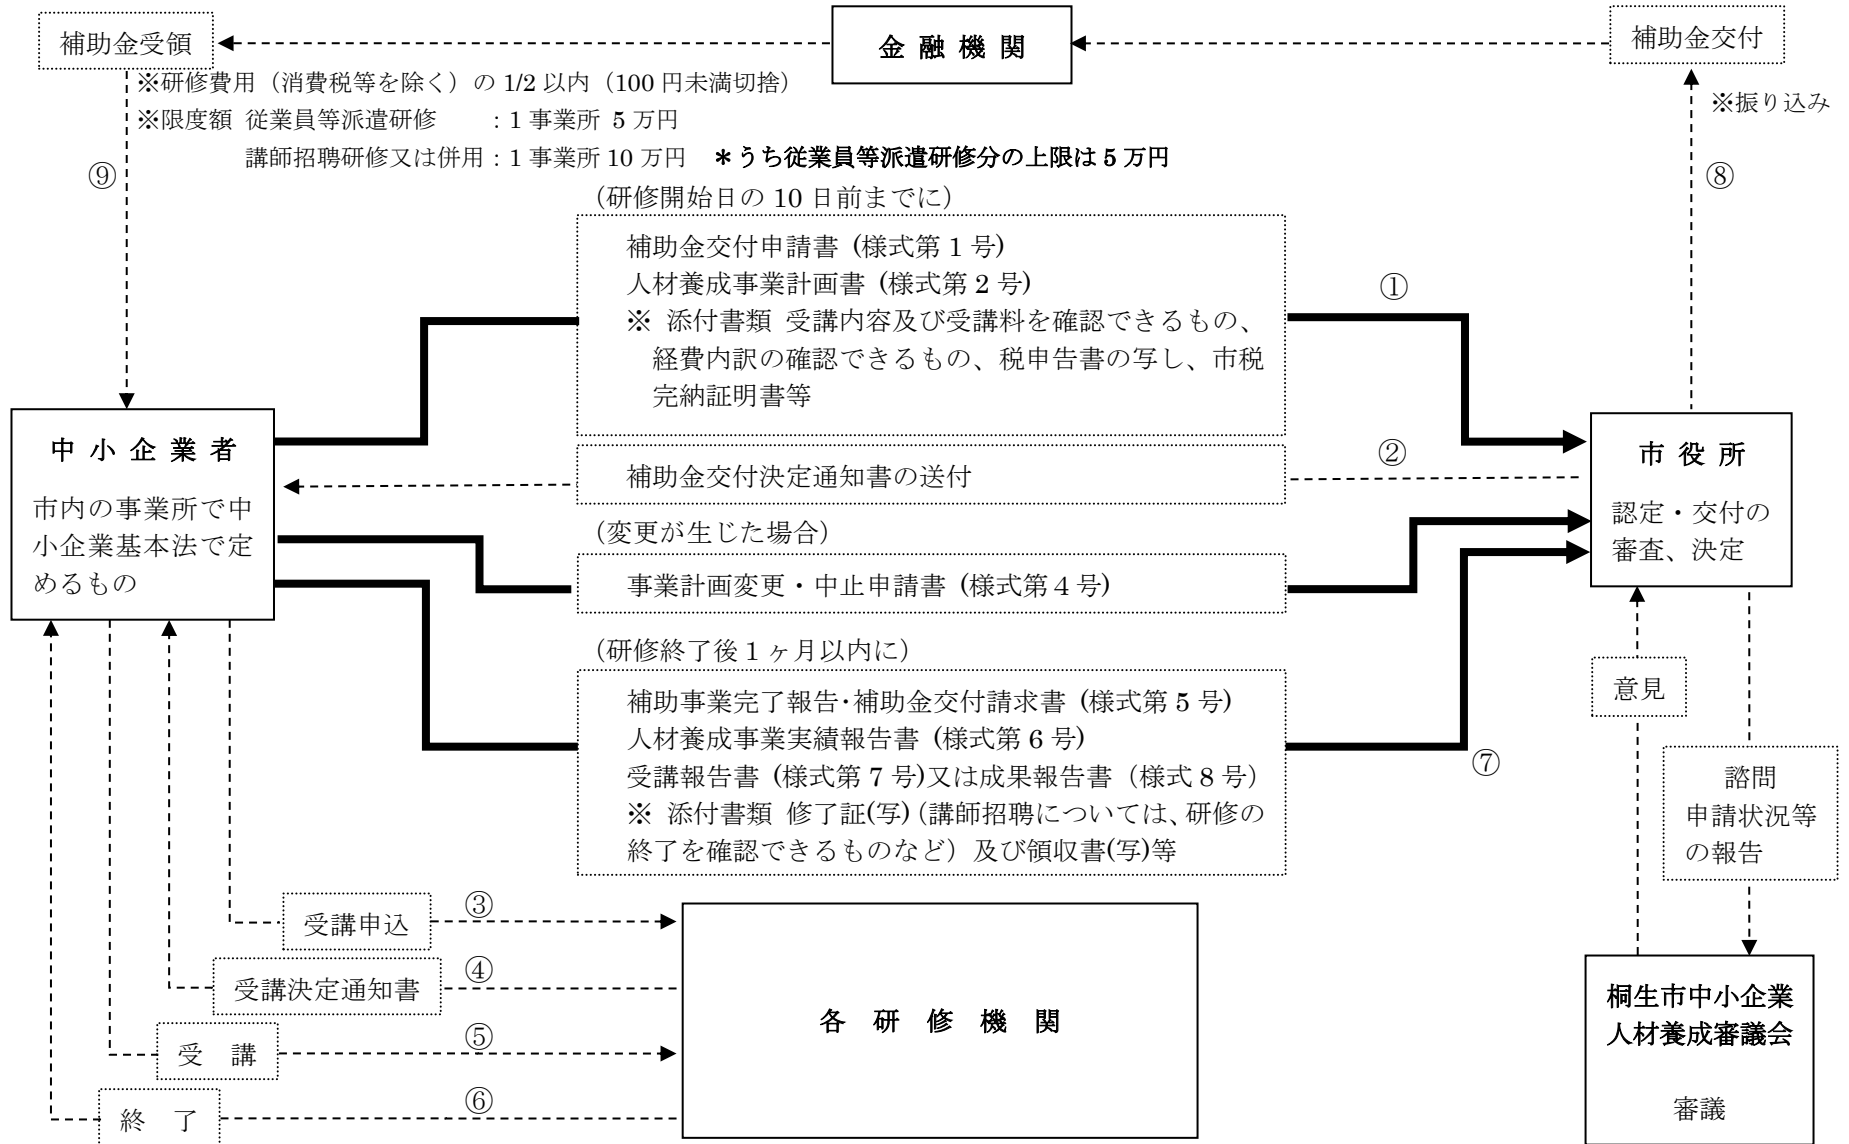 補助金受領
金融機関
補助金交付
※研修費用（消費税等を除く）の 1/2 以内（100 円未満切捨）
※振り込み
※限度額 従業員等派遣研修 : 1 事業所 5 万円
講師招聘研修又は併用 : 1 事業所 10 万円 ＊うち従業員等派遣研修分の上限は 5 万円
⑨
⑧
（研修開始日の 10 日前までに）
補助金交付申請書 (様式第 1 号)
人材養成事業計画書 (様式第 2 号)
※ 添付書類 受講内容及び受講料を確認できるもの、
経費内訳の確認できるもの、税申告書の写し、市税
完納証明書等
①
中小企業者
市内の事業所で中
小企業基本法で定
めるもの
補助金交付決定通知書の送付
②
市役所
認定・交付の
審査、決定
（変更が生じた場合）
事業計画変更・中止申請書 (様式第 4 号)
（研修終了後 1 ヶ月以内に）
補助事業完了報告･補助金交付請求書 (様式第 5 号)
人材養成事業実績報告書 (様式第 6 号)
受講報告書 (様式第 7 号)又は成果報告書（様式 8 号）
※ 添付書類 修了証(写)（講師招聘については、研修の
終了を確認できるものなど）及び領収書(写)等
⑦
意見
諮問
申請状況等
の報告
受講申込
③
受講決定通知書
④
受 講
⑤
終 了
⑥
各研修機関
桐生市中小企業
人材養成審議会
審議